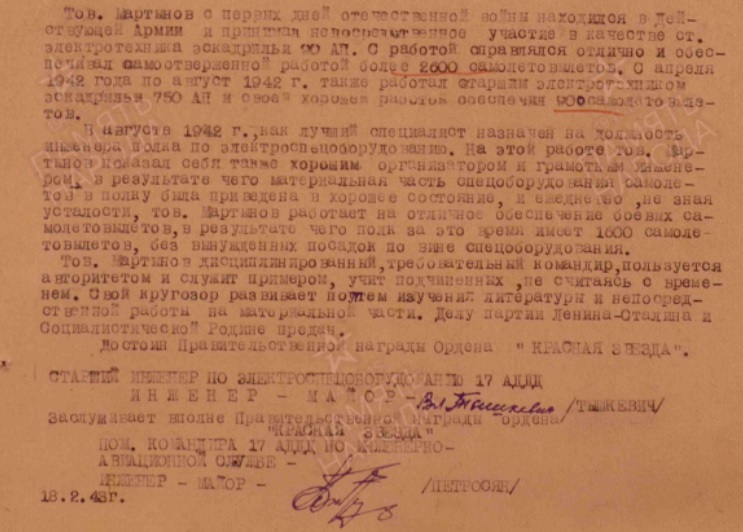 Тов. Мартынов с первых дней отечественной войны находился в Дей-
ствующей Армии и принимал непосредственное участие в качестве ст.
электротехника эскадрильи 90 АП. С работой справлялся отлично и обес-
печивал самоотверженной работой более 2600 самолетовылетов. С апреля
1942 года по август 1942 г. также работал старшим электротехником
эскадрильи 750 АП и своей хорошей работой обеспечил 900 самолетовыле-
тов.
В августе 1942 г., как лучший специалист назначен на должность
инженера полка по электроспецоборудованию. На этой работе тов. Мар-
тынов показал себя также хорошим организатором и грамотным инжене-
ром, в результате чего материальная часть спецоборудования самоле-
тов в полку была приведена в хорошее состояние, и ежедневно ,не зная
усталости, тов. Мартынов работает на отличное обеспечение боевых са-
молетовылетов,в результате чего полк за это время имеет 1600 самоле-
товылетов, без вынужденных посадок по вине спецоборудования.
Тов. Мартынов дисциплинированный,требовательный командир,пользуется
авторитетом и служит примером, учит подчиненных ,не считаясь с време-
нем. Свой кругозор развивает путем изучения литературы и непосред-
ственной работы на материальной части. Делу партии Ленина-Сталина и
Социалистической Родине предан.
Достоин Правительственной награды Ордена " КРАСНАЯ ЗВЕЗДА".
СТАРШИЙ ИНЖЕНЕР ПО ЭЛЕКТРОСПЕЦОБОРУДОВАНИЮ 17 АДДД
ИНЖЕНЕР - МАЙОР - Вл Тышкевич /ТЫШКЕВИЧ/
Заслуживает вполне Правительственной награды ордена
"КРАСНАЯ ЗВЕЗДА"
ПОМ. КОМАНДИРА 17 АДДД ПО ИНЖЕНЕРНО-
АВИАЦИОННОЙ СЛУЖБЕ -
ИНЖЕНЕР - МАЙОР - /ПЕТРОСЯН/
18.2.43г.